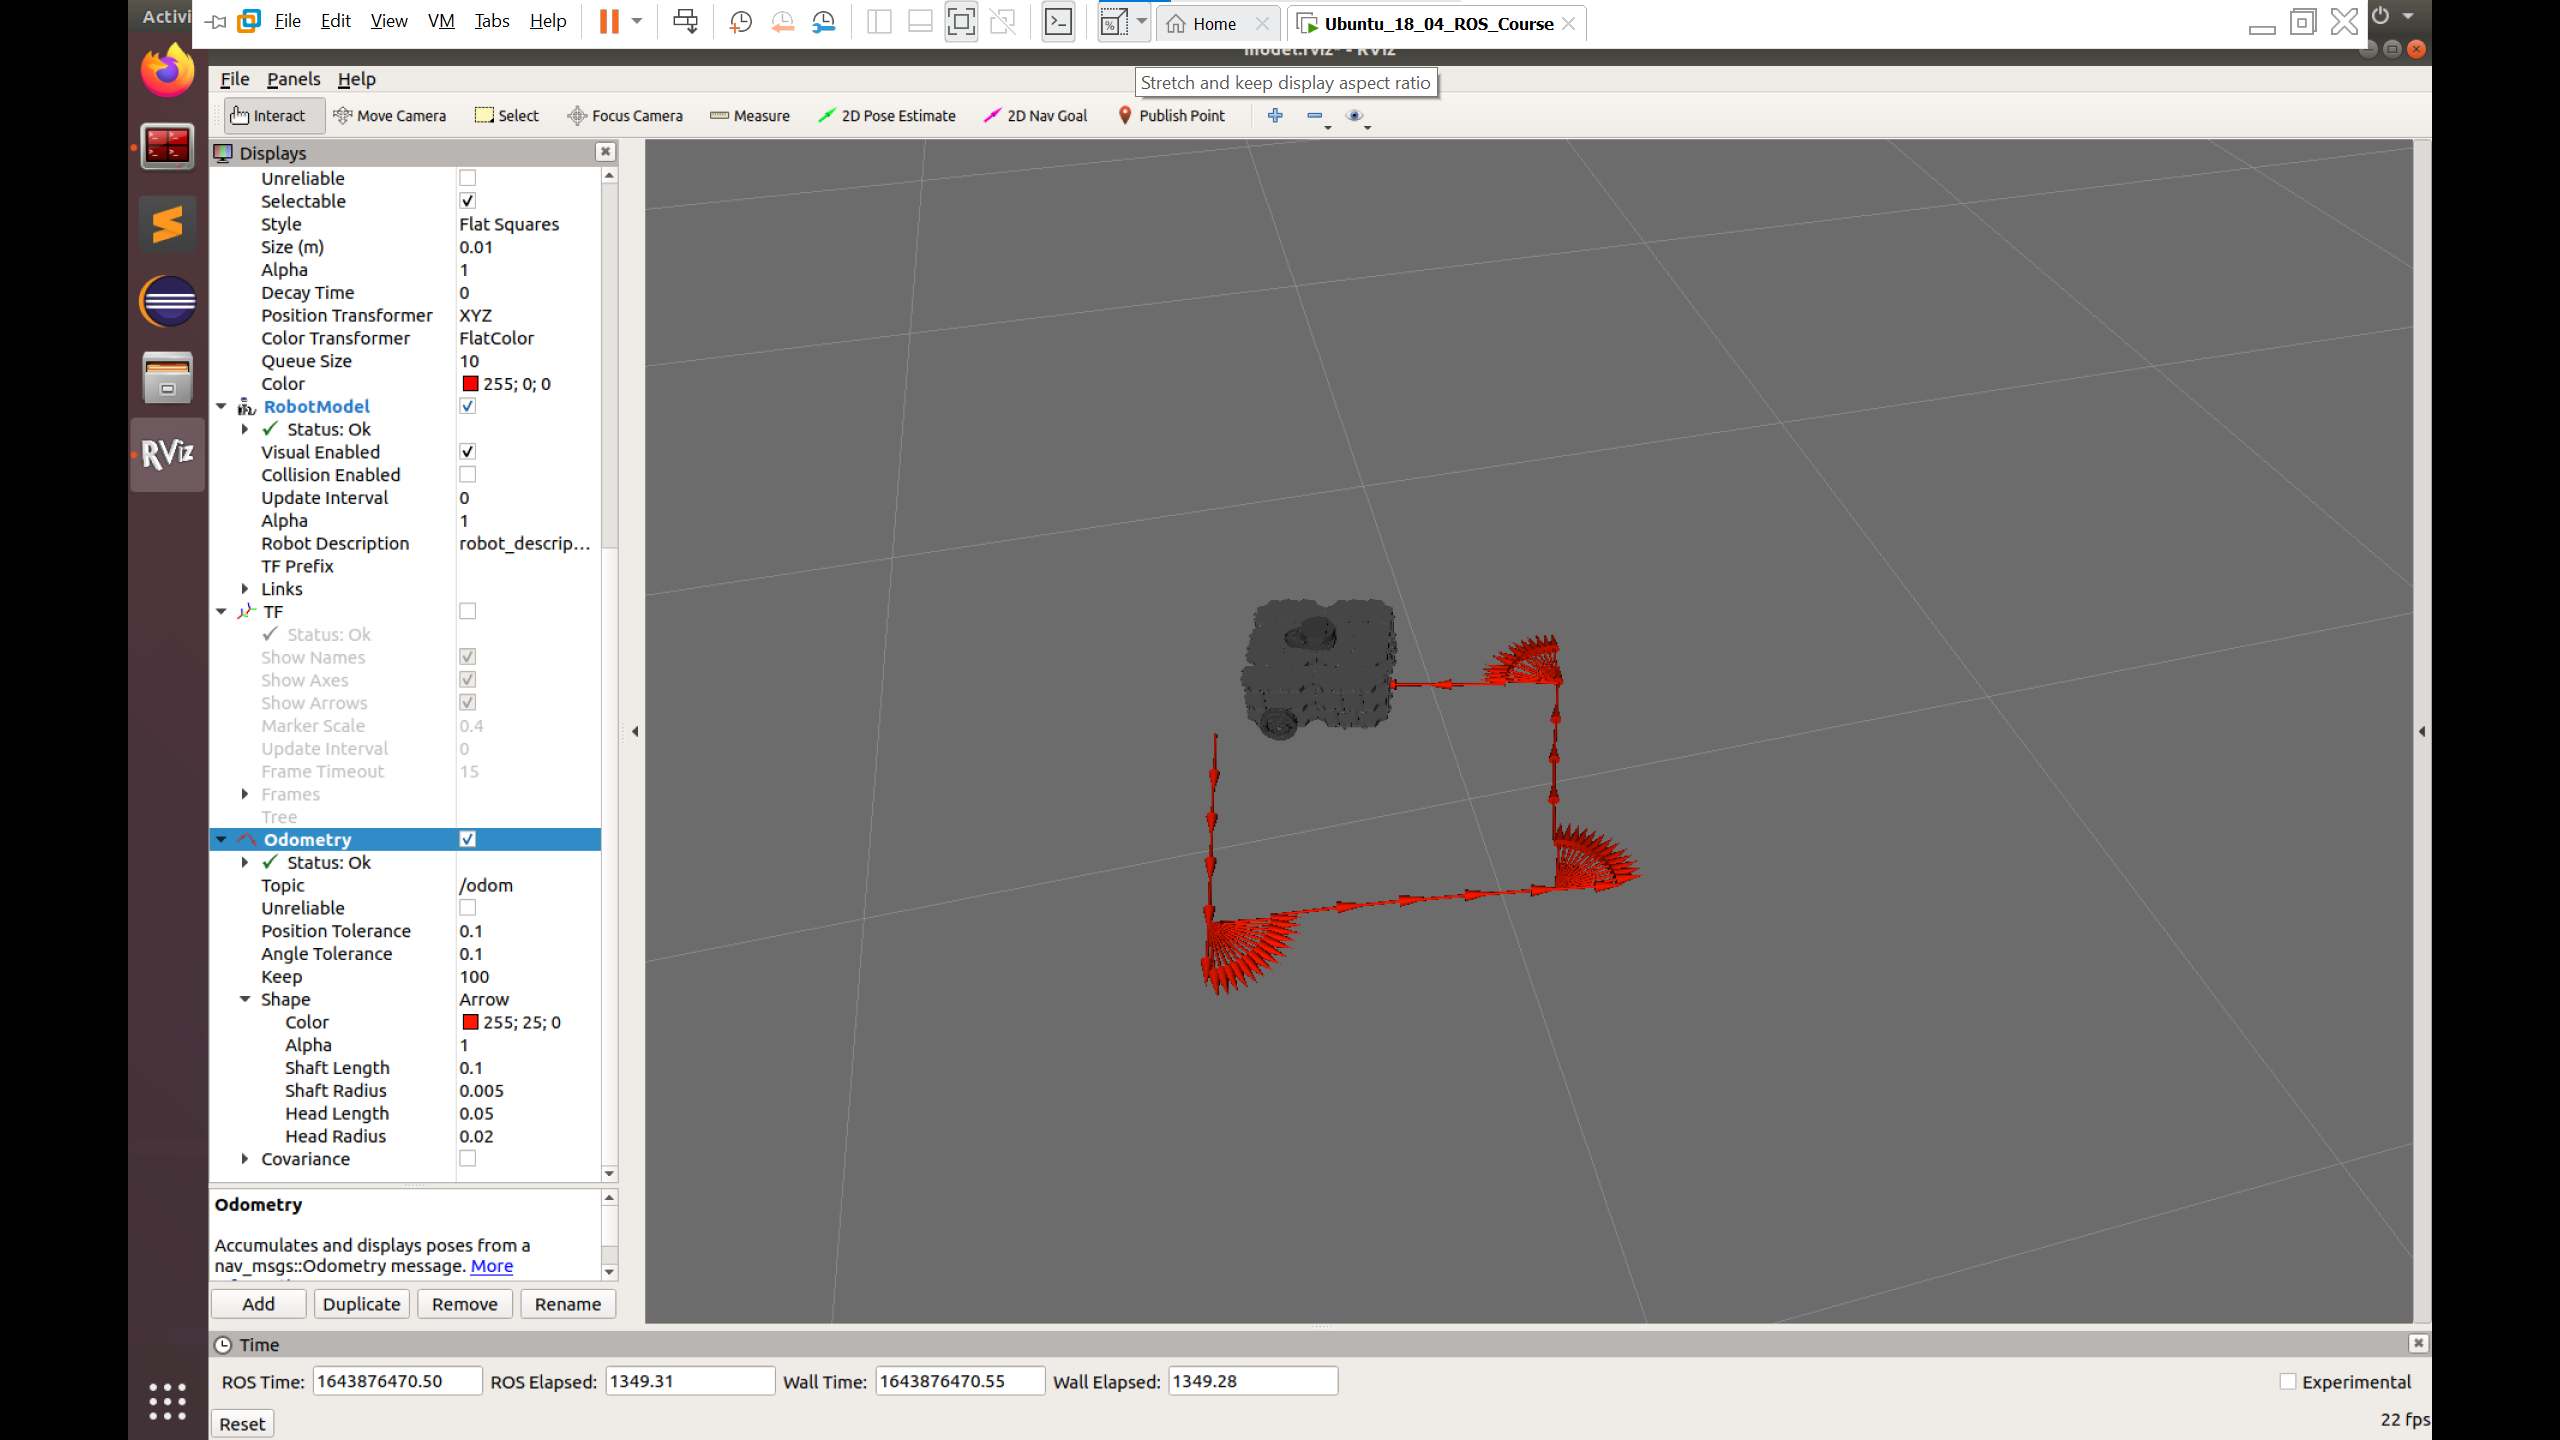 Activi
File Edit View VM Tabs Help Home Ubuntu_18_04_ROS_Course
model.rviz* - RViz
File Panels Help
Stretch and keep display aspect ratio
Interact Move Camera Select Focus Camera Measure 2D Pose Estimate 2D Nav Goal Publish Point
Displays
Unreliable
Selectable
Style Flat Squares
Size (m) 0.01
Alpha 1
Decay Time 0
Position Transformer XYZ
Color Transformer FlatColor
Queue Size 10
Color 255; 0; 0
RobotModel
Status: Ok
Visual Enabled
Collision Enabled
Update Interval 0
Alpha 1
Robot Description robot_descrip...
TF Prefix
Links
TF
Status: Ok
Show Names
Show Axes
Show Arrows
Marker Scale 0.4
Update Interval 0
Frame Timeout 15
Frames
Tree
Odometry
Status: Ok
Topic /odom
Unreliable
Position Tolerance 0.1
Angle Tolerance 0.1
Keep 100
Shape Arrow
Color 255; 25; 0
Alpha 1
Shaft Length 0.1
Shaft Radius 0.005
Head Length 0.05
Head Radius 0.02
Covariance
Odometry
Accumulates and displays poses from a
nav_msgs::Odometry message. More
Add Duplicate Remove Rename
Time
ROS Time: 1643876470.50 ROS Elapsed: 1349.31 Wall Time: 1643876470.55 Wall Elapsed: 1349.28 Experimental
Reset 22 fps
RViz